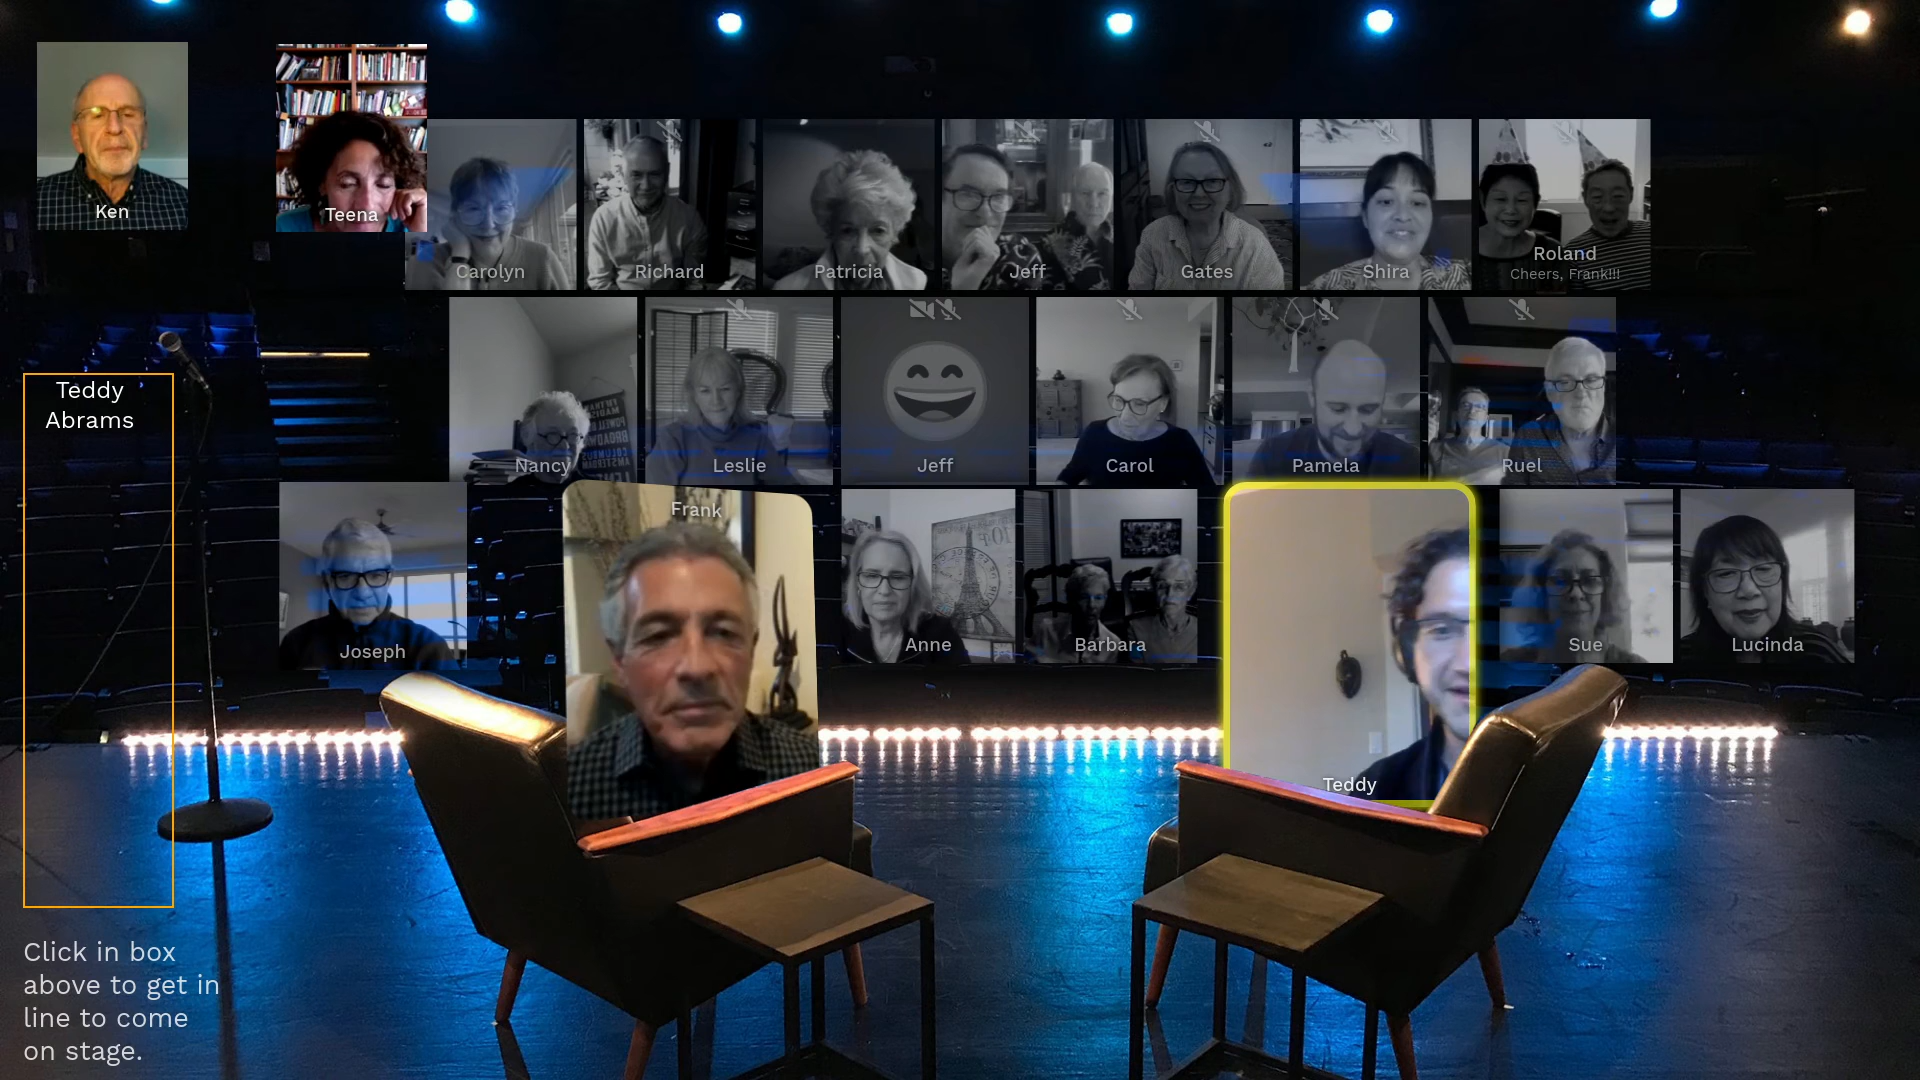 Ken
Teena
Carolyn
Richard
Patricia
Jeff
Gates
Shira
Roland
Cheers, Frank!!!
Teddy
Abrams
Nancy
Leslie
Jeff
Carol
Pamela
Ruel
Joseph
Frank
Anne
Barbara
Teddy
Sue
Lucinda
Click in box
above to get in
line to come
on stage.